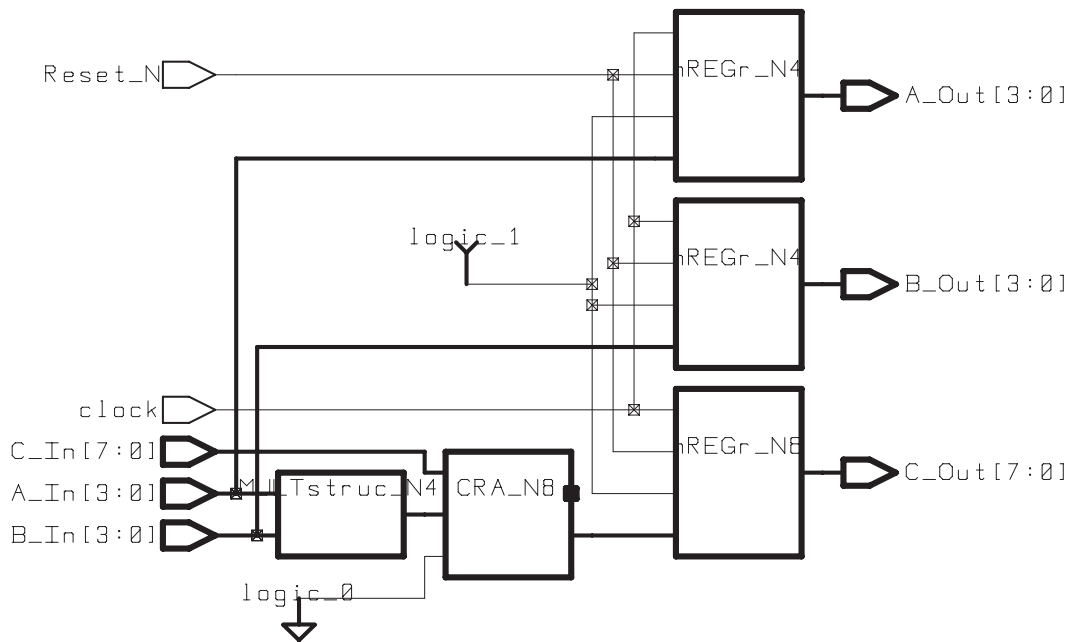 nREGr_N4
Reset_N
A_Out[3:0]
logic_1
nREGr_N4
B_Out[3:0]
clock
nREGr_N8
C_In[7:0]
C_Out[7:0]
A_In[3:0]
MULTstruc_N4
CRA_N8
B_In[3:0]
logic_0